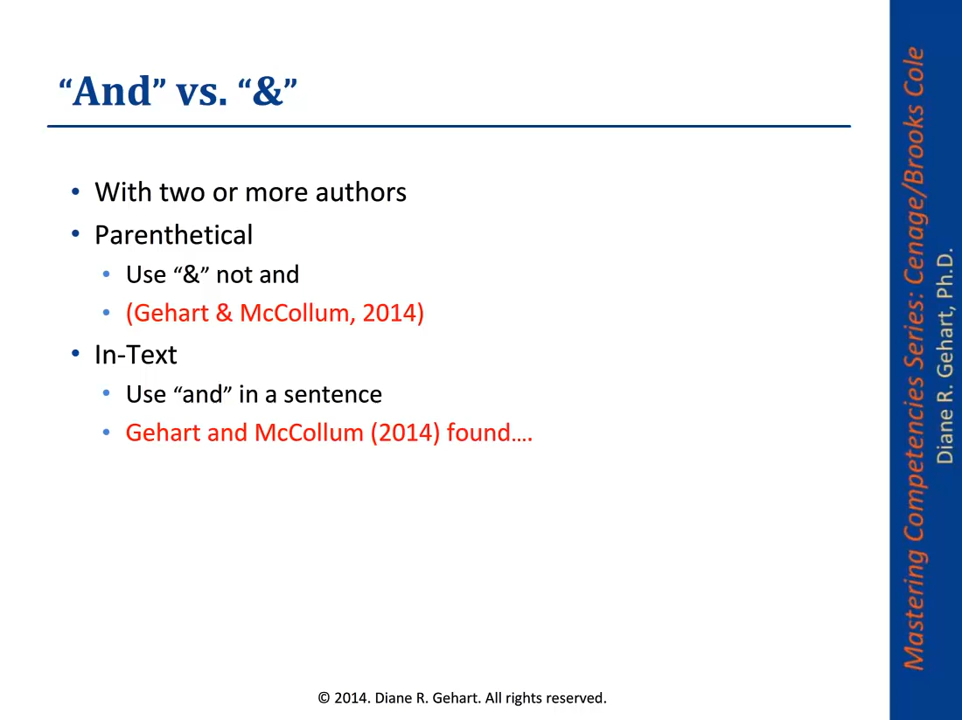 “And” vs. “&”
• With two or more authors
• Parenthetical
• Use “&” not and
• (Gehart & McCollum, 2014)
• In-Text
• Use “and” in a sentence
• Gehart and McCollum (2014) found….
© 2014. Diane R. Gehart. All rights reserved.
Mastering Competencies Series: Cenage/Brooks Cole
Diane R. Gehart, Ph.D.